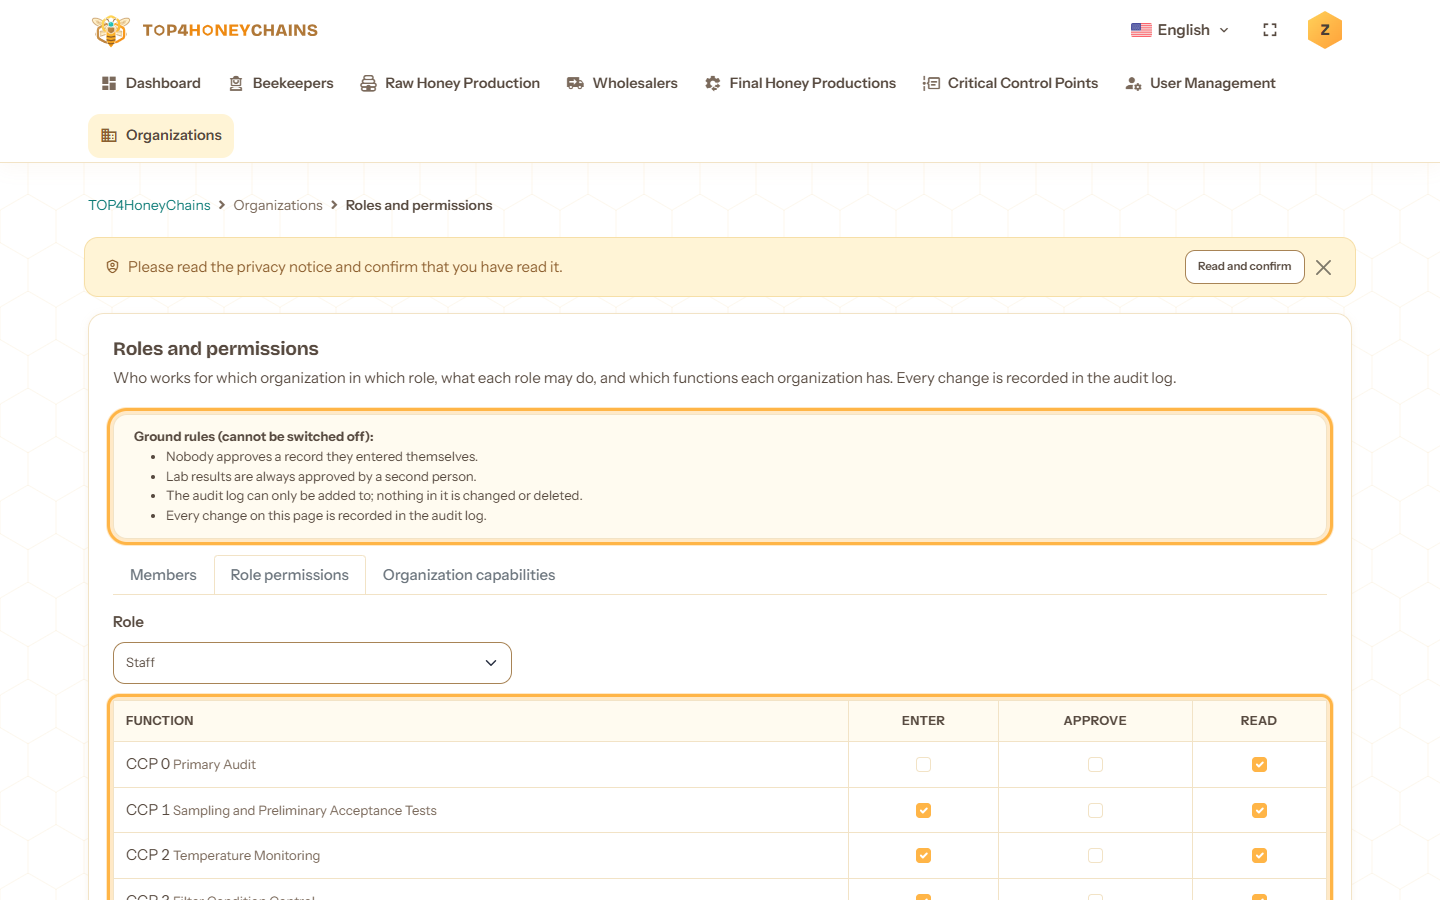 TOP4HONEYCHAINS
English
Z
Dashboard
Beekeepers
Raw Honey Production
Wholesalers
Final Honey Productions
Critical Control Points
User Management
Organizations
TOP4HoneyChains > Organizations > Roles and permissions
Please read the privacy notice and confirm that you have read it.
Read and confirm
Roles and permissions
Who works for which organization in which role, what each role may do, and which functions each organization has. Every change is recorded in the audit log.
Ground rules (cannot be switched off):
• Nobody approves a record they entered themselves.
• Lab results are always approved by a second person.
• The audit log can only be added to; nothing in it is changed or deleted.
• Every change on this page is recorded in the audit log.
Members
Role permissions
Organization capabilities
Role
Staff
FUNCTION ENTER APPROVE READ
CCP 0 Primary Audit
CCP 1 Sampling and Preliminary Acceptance Tests
CCP 2 Temperature Monitoring
CCP 3 Filter Condition Control